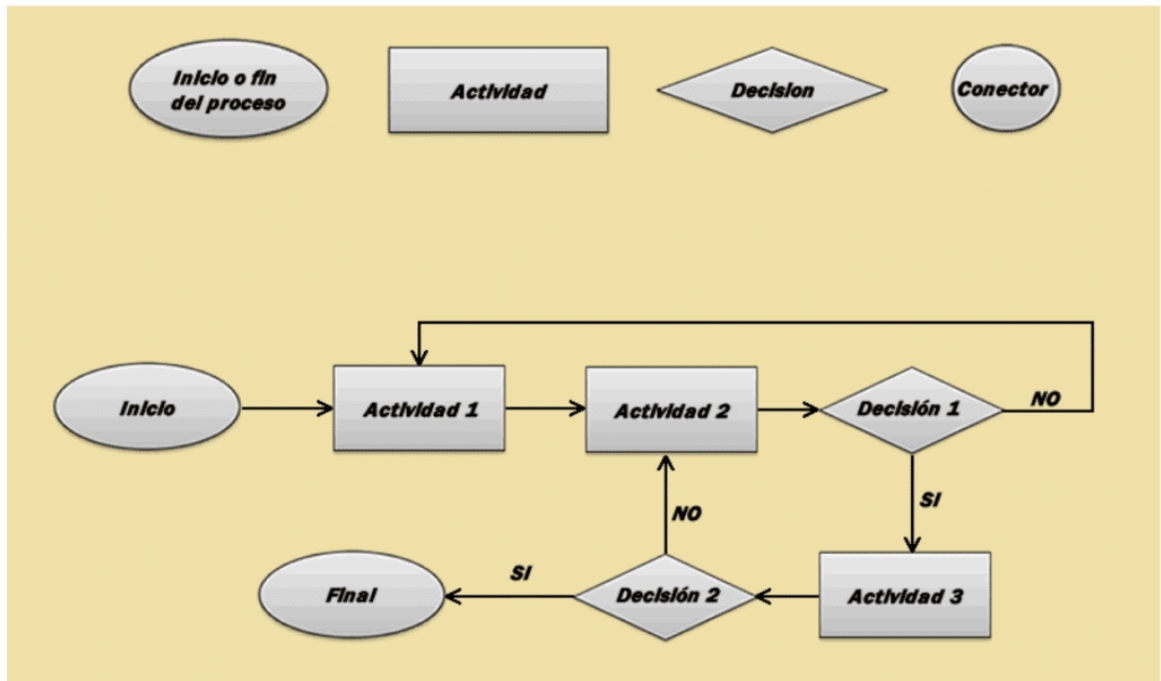 Inicio o fin
del proceso
Actividad
Decision
Conector
Inicio
Actividad 1
Actividad 2
Decisión 1
NO
SI
NO
Final
SI
Decisión 2
Actividad 3